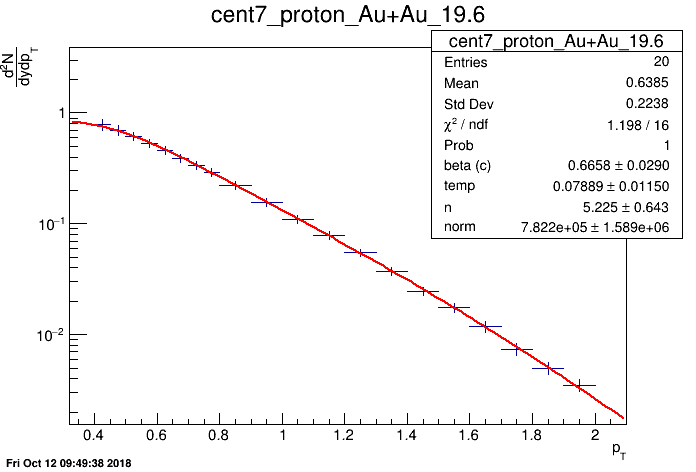 cent7_proton_Au+Au_19.6
d²N
dydp_T
cent7_proton_Au+Au_19.6
Entries 20
Mean 0.6385
Std Dev 0.2238
χ² / ndf 1.198 / 16
Prob 1
beta (c) 0.6658 ± 0.0290
temp 0.07889 ± 0.01150
n 5.225 ± 0.643
norm 7.822e+05 ± 1.589e+06
1
10⁻¹
10⁻²
0.4 0.6 0.8 1 1.2 1.4 1.6 1.8 2
p_T
Fri Oct 12 09:49:38 2018